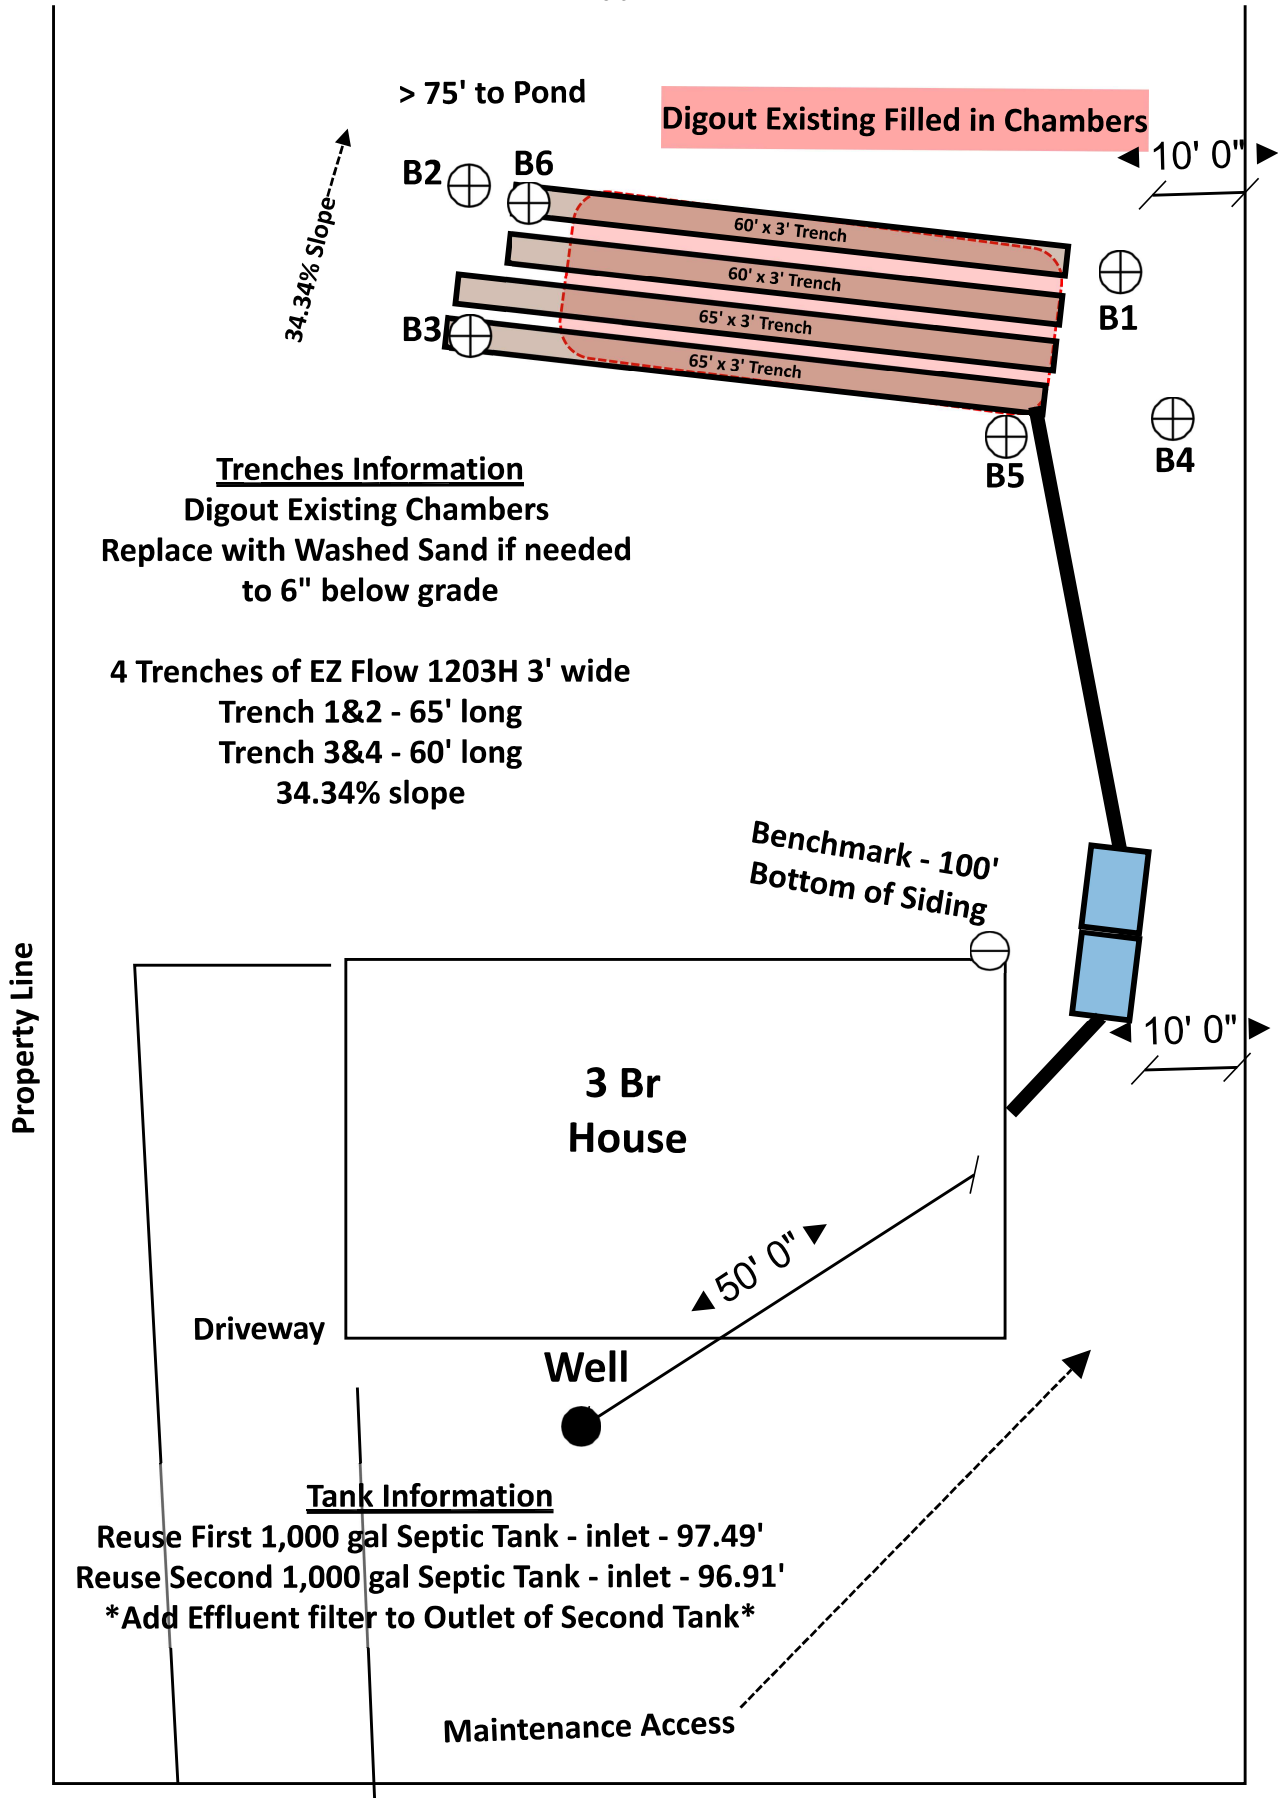 > 75' to Pond
Digout Existing Filled in Chambers
10' 0"
B2
B6
34.34% Slope
60' x 3' Trench
60' x 3' Trench
65' x 3' Trench
65' x 3' Trench
B1
B3
B4
B5
Trenches Information
Digout Existing Chambers
Replace with Washed Sand if needed
to 6" below grade
4 Trenches of EZ Flow 1203H 3' wide
Trench 1&2 - 65' long
Trench 3&4 - 60' long
34.34% slope
Benchmark - 100'
Bottom of Siding
Property Line
10' 0"
3 Br
House
50' 0"
Driveway
Well
Tank Information
Reuse First 1,000 gal Septic Tank - inlet - 97.49'
Reuse Second 1,000 gal Septic Tank - inlet - 96.91'
*Add Effluent filter to Outlet of Second Tank*
Maintenance Access